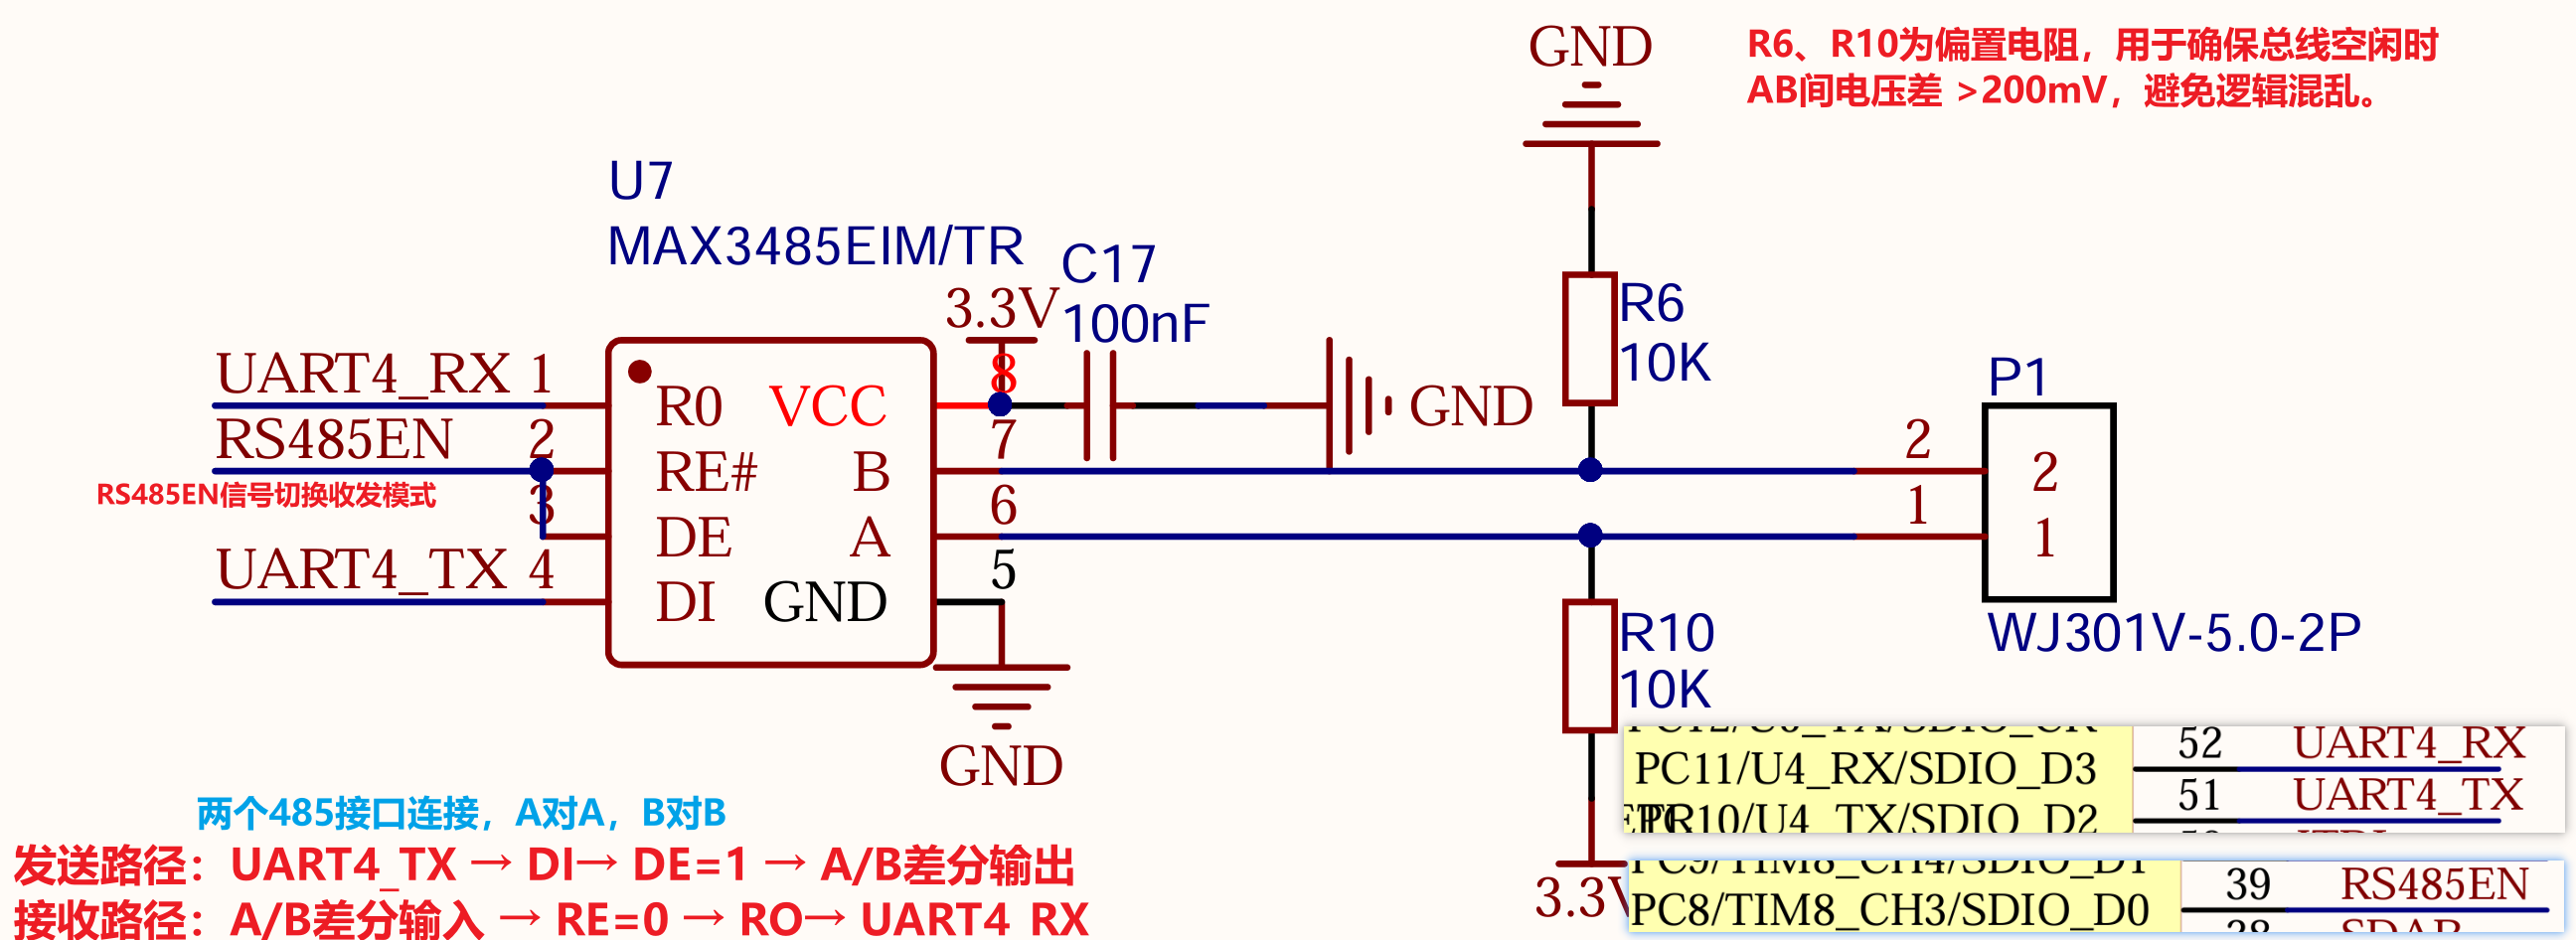 GND
R6、R10为偏置电阻，用于确保总线空闲时
AB间电压差 >200mV，避免逻辑混乱。
U7
MAX3485EIM/TR
C17
100nF
3.3V
R6
10K
GND
P1
UART4_RX 1
RS485EN 2
RS485EN信号切换收发模式
3
UART4_TX 4
R0
RE#
DE
DI
VCC
B
A
GND
8
7
6
5
2
1
2
1
WJ301V-5.0-2P
R10
10K
GND
3.3V
PC11/U4_RX/SDIO_D3
PC10/U4_TX/SDIO_D2
52 UART4_RX
51 UART4_TX
PC9/TIM8_CH4/SDIO_D1
PC8/TIM8_CH3/SDIO_D0
39 RS485EN
两个485接口连接，A对A，B对B
发送路径：UART4_TX → DI→ DE=1 → A/B差分输出
接收路径：A/B差分输入 → RE=0 → RO→ UART4_RX